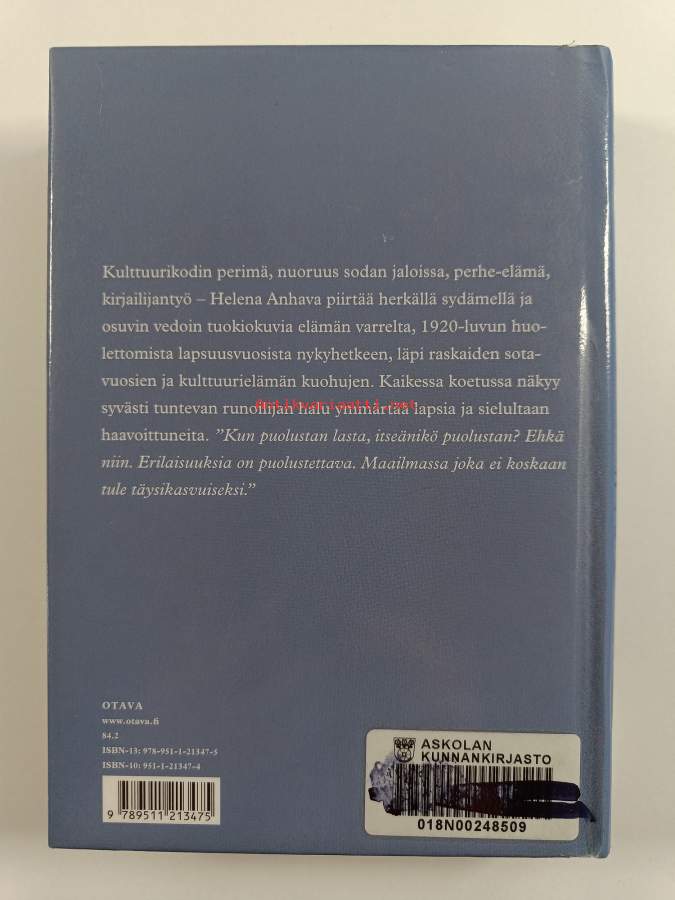 Kulttuurikodin perimä, nuoruus sodan jaloissa, perhe-elämä,
kirjailijantyö – Helena Anhava piirtää herkällä sydämellä ja
osuvin vedoin tuokiokuvia elämän varrelta, 1920-luvun huo-
lettomista lapsuusvuosista nykyhetkeen, läpi raskaiden sota-
vuosien ja kulttuurielämän kuohujen. Kaikessa koetussa näkyy
syvästi tuntevan runoilijan halu ymmärtää lapsia ja sielultaan
haavoittuneita. ”Kun puolustan lasta, itseänikö puolustan? Ehkä
niin. Erilaisuuksia on puolustettava. Maailmassa joka ei koskaan
tule täysikasvuiseksi.”
Antikvariaatti.net
OTAVA
www.otava.fi
84.2
ISBN-13: 978-951-1-21347-5
ISBN-10: 951-1-21347-4
9 789511 213475
ASKOLAN
KUNNANKIRJASTO
018N00248509